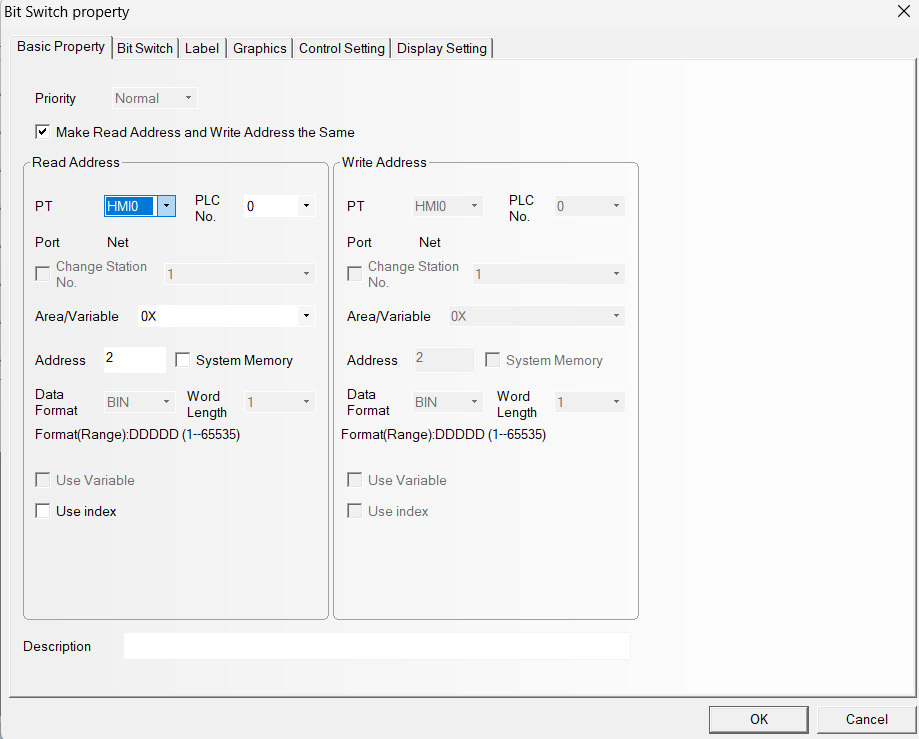 Bit Switch property
Basic Property Bit Switch Label Graphics Control Setting Display Setting
Priority Normal
Make Read Address and Write Address the Same
Read Address
PT HMI0 PLC No. 0
Port Net
Change Station No. 1
Area/Variable 0X
Address 2 System Memory
Data Format BIN Word Length 1
Format(Range):DDDDD (1--65535)
Use Variable
Use index
Write Address
PT HMI0 PLC No. 0
Port Net
Change Station No. 1
Area/Variable 0X
Address 2 System Memory
Data Format BIN Word Length 1
Format(Range):DDDDD (1--65535)
Use Variable
Use index
Description
OK Cancel